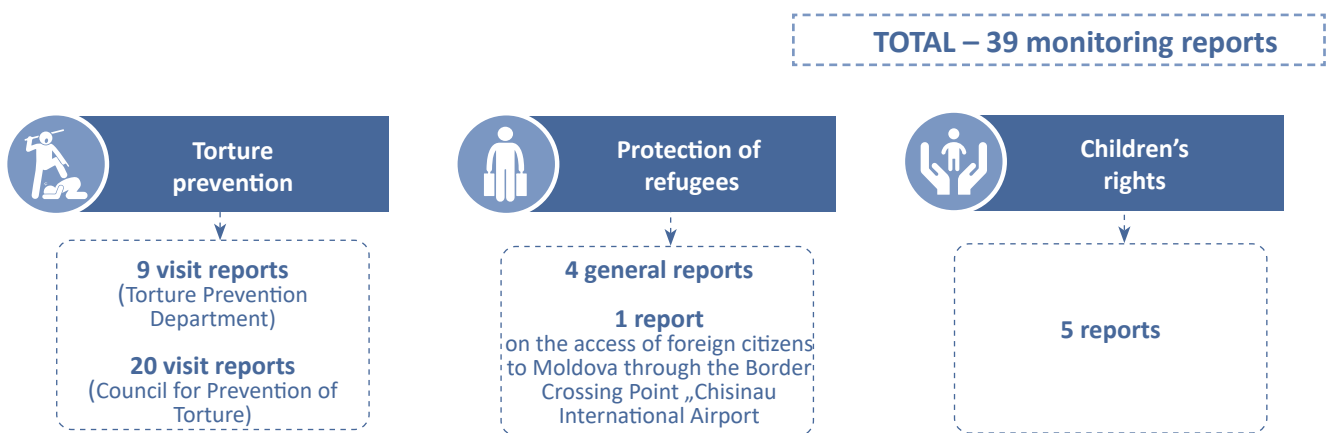 TOTAL – 39 monitoring reports
Torture
prevention
9 visit reports
(Torture Prevention
Department)
20 visit reports
(Council for Prevention of
Torture)
Protection of
refugees
4 general reports
1 report
on the access of foreign citizens
to Moldova through the Border
Crossing Point „Chisinau
International Airport
Children’s
rights
5 reports